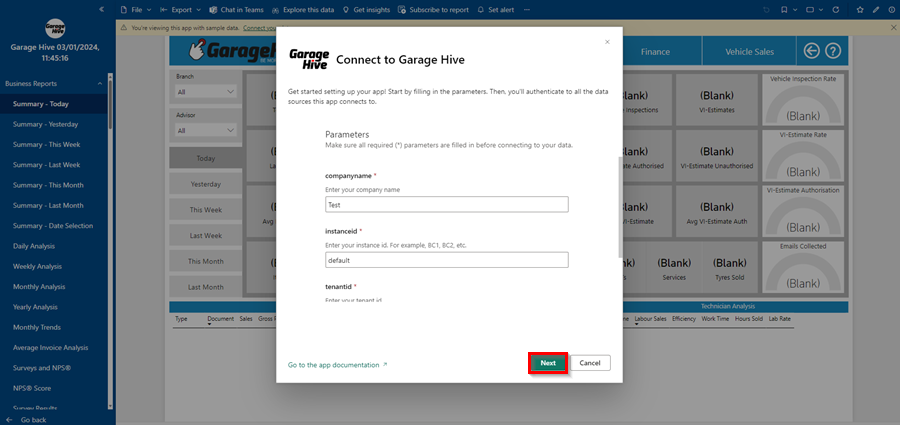 File
Export
Chat in Teams
Explore this data
Get insights
Subscribe to report
Set alert
You're viewing this app with sample data. Connect
Garage Hive 03/01/2024,
11:45:16
Business Reports
Summary - Today
Summary - Yesterday
Summary - This Week
Summary - Last Week
Summary - This Month
Summary - Last Month
Summary - Date Selection
Daily Analysis
Weekly Analysis
Monthly Analysis
Yearly Analysis
Monthly Trends
Average Invoice Analysis
Surveys and NPS®
NPS® Score
Survey Results
Go back
Branch
All
Advisor
All
Today
Yesterday
This Week
Last Week
This Month
Last Month
Garage Hive
Connect to Garage Hive
Get started setting up your app! Start by filling in the parameters. Then, you'll authenticate to all the data
sources this app connects to.
Parameters
Make sure all required (*) parameters are filled in before connecting to your data.
companyname *
Enter your company name
Test
instanceid *
Enter your instance id. For example, BC1, BC2, etc.
default
tenantid *
Enter your tenant id
Go to the app documentation
Next
Cancel
Finance
Vehicle Sales
Vehicle Inspection Rate
(Blank)
(Blank)
(Blank)
Inspections
VI-Estimates
VI-Estimate Rate
(Blank)
(Blank)
(Blank)
Estimate Authorised
VI-Estimate Unauthorised
VI-Estimate Authorisation
(Blank)
(Blank)
(Blank)
VI-Estimate
Avg VI-Estimate Auth
Emails Collected
(Blank)
(Blank)
(Blank)
Services
Tyres Sold
Technician Analysis
Type Document Sales Gross
Labour Sales Efficiency Work Time Hours Sold Lab Rate